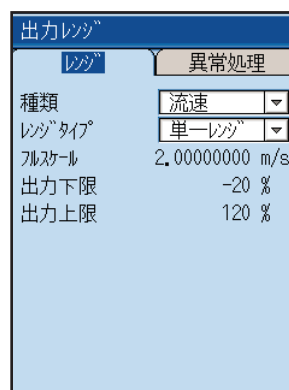 出力ﾚﾝｼﾞ
ﾚﾝｼﾞ 異常処理
種類 流速
ﾚﾝｼﾞﾀｲﾌﾟ 単一ﾚﾝｼﾞ
ﾌﾙｽｹｰﾙ 2.00000000 m/s
出力下限 -20 %
出力上限 120 %